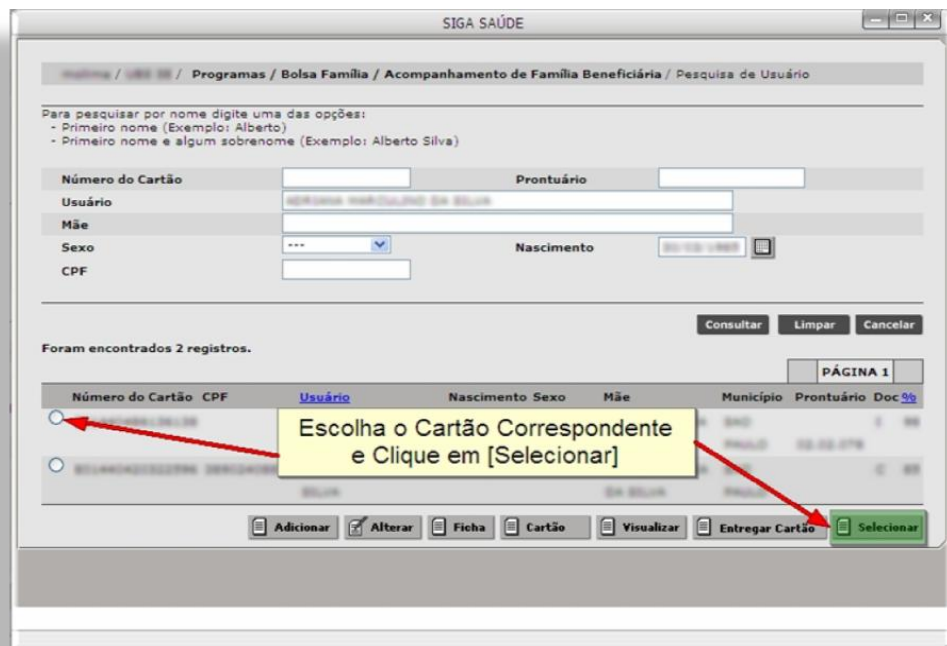 SIGA SAÚDE
/ / Programas / Bolsa Família / Acompanhamento de Família Beneficiária / Pesquisa de Usuário
Para pesquisar por nome digite uma das opções:
- Primeiro nome (Exemplo: Alberto)
- Primeiro nome e algum sobrenome (Exemplo: Alberto Silva)
Número do Cartão Prontuário
Usuário
Mãe
Sexo --- Nascimento
CPF
Consultar Limpar Cancelar
Foram encontrados 2 registros.
PÁGINA 1
Número do Cartão CPF Usuário Nascimento Sexo Mãe Município Prontuário Doc %
Escolha o Cartão Correspondente
e Clique em [Selecionar]
Adicionar Alterar Ficha Cartão Visualizar Entregar Cartão Selecionar